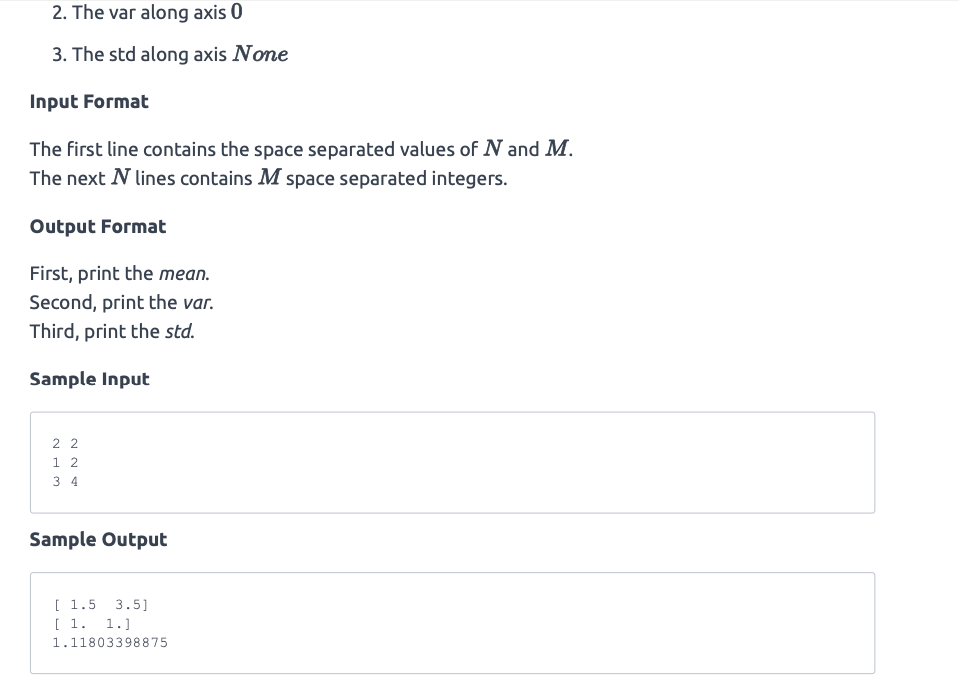 2. The var along axis 0
3. The std along axis None
Input Format
The first line contains the space separated values of N and M.
The next N lines contains M space separated integers.
Output Format
First, print the mean.
Second, print the var.
Third, print the std.
Sample Input
2 2
1 2
3 4
Sample Output
[ 1.5  3.5]
[ 1.  1.]
1.11803398875